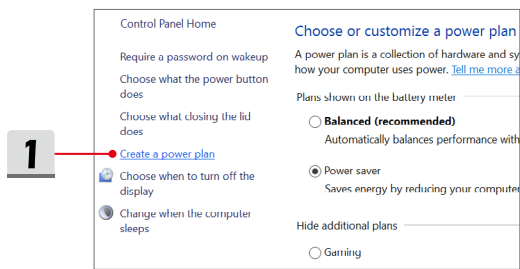 Control Panel Home
Require a password on wakeup
Choose what the power button
does
Choose what closing the lid
does
1
Create a power plan
Choose when to turn off the
display
Change when the computer
sleeps
Choose or customize a power plan
A power plan is a collection of hardware and sy
how your computer uses power. Tell me more a
Plans shown on the battery meter
Balanced (recommended)
Automatically balances performance with
Power saver
Saves energy by reducing your computer
Hide additional plans
Gaming